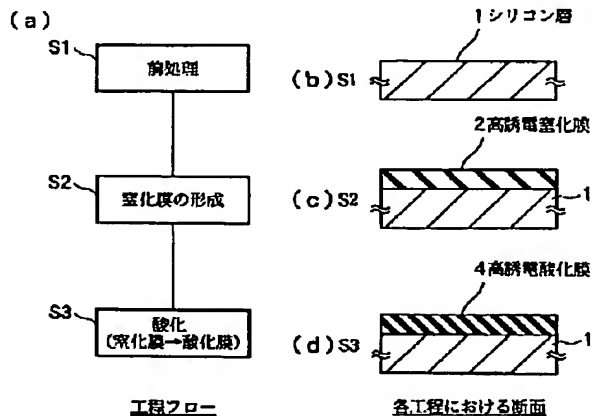 (a)
S1
前処理
S2
窒化膜の形成
S3
酸化
(窒化膜→酸化膜)
工程フロー
1シリコン層
(b)S1
2高誘電窒化膜
(c)S2
1
4高誘電酸化膜
(d)S3
1
各工程における断面